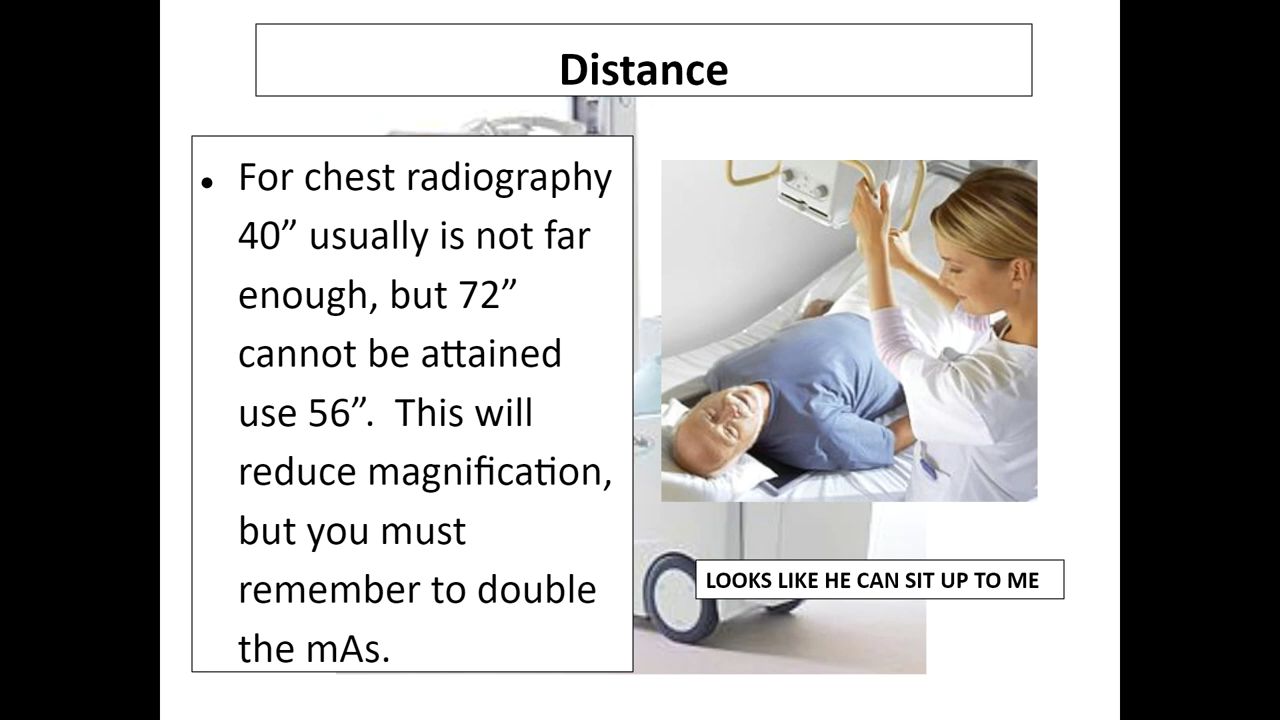 Distance
• For chest radiography
40” usually is not far
enough, but 72”
cannot be attained
use 56”.  This will
reduce magnification,
but you must
remember to double
the mAs.
LOOKS LIKE HE CAN SIT UP TO ME